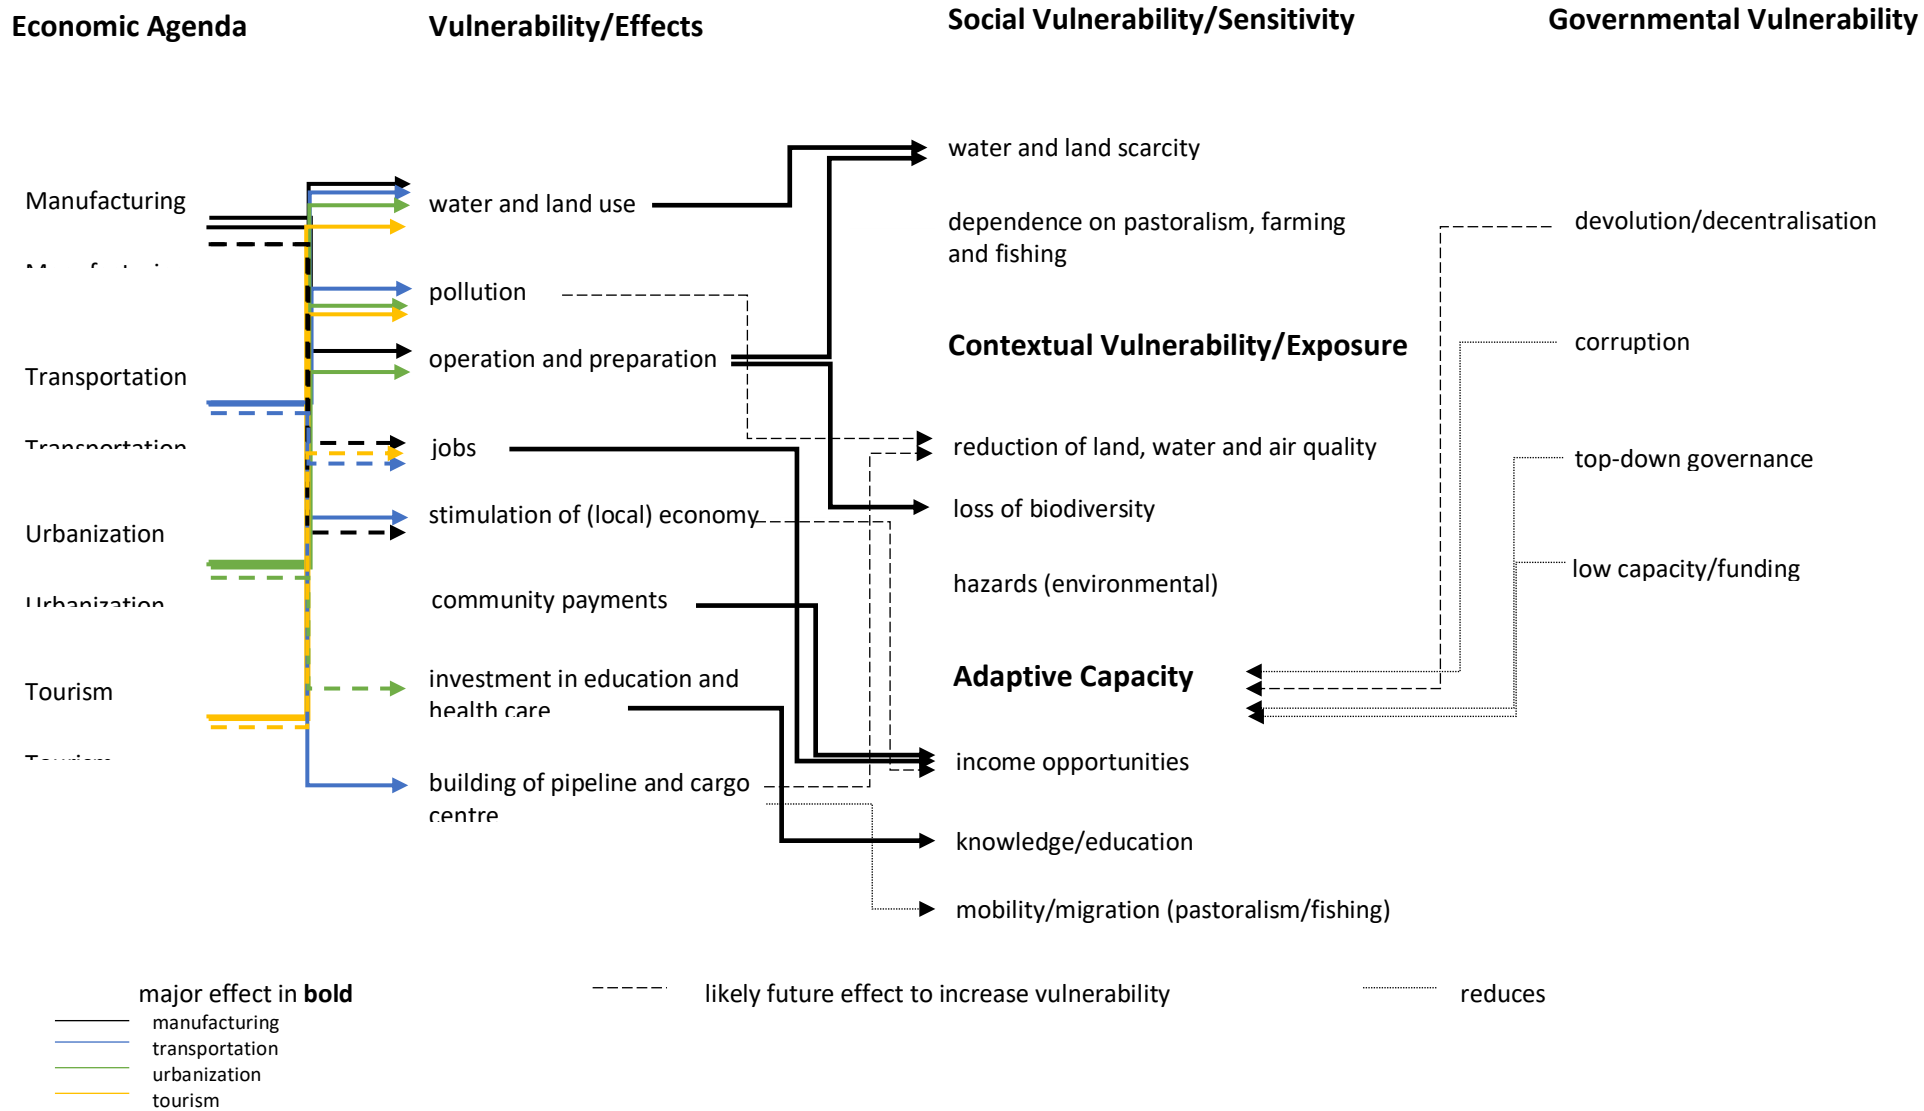 Economic Agenda
Vulnerability/Effects
Social Vulnerability/Sensitivity
Governmental Vulnerability
Manufacturing
Transportation
Urbanization
Tourism
water and land use
pollution
operation and preparation
jobs
stimulation of (local) economy
community payments
investment in education and
health care
building of pipeline and cargo
centre
water and land scarcity
dependence on pastoralism, farming
and fishing
Contextual Vulnerability/Exposure
reduction of land, water and air quality
loss of biodiversity
hazards (environmental)
Adaptive Capacity
income opportunities
knowledge/education
mobility/migration (pastoralism/fishing)
devolution/decentralisation
corruption
top-down governance
low capacity/funding
major effect in bold
likely future effect to increase vulnerability
reduces
manufacturing
transportation
urbanization
tourism